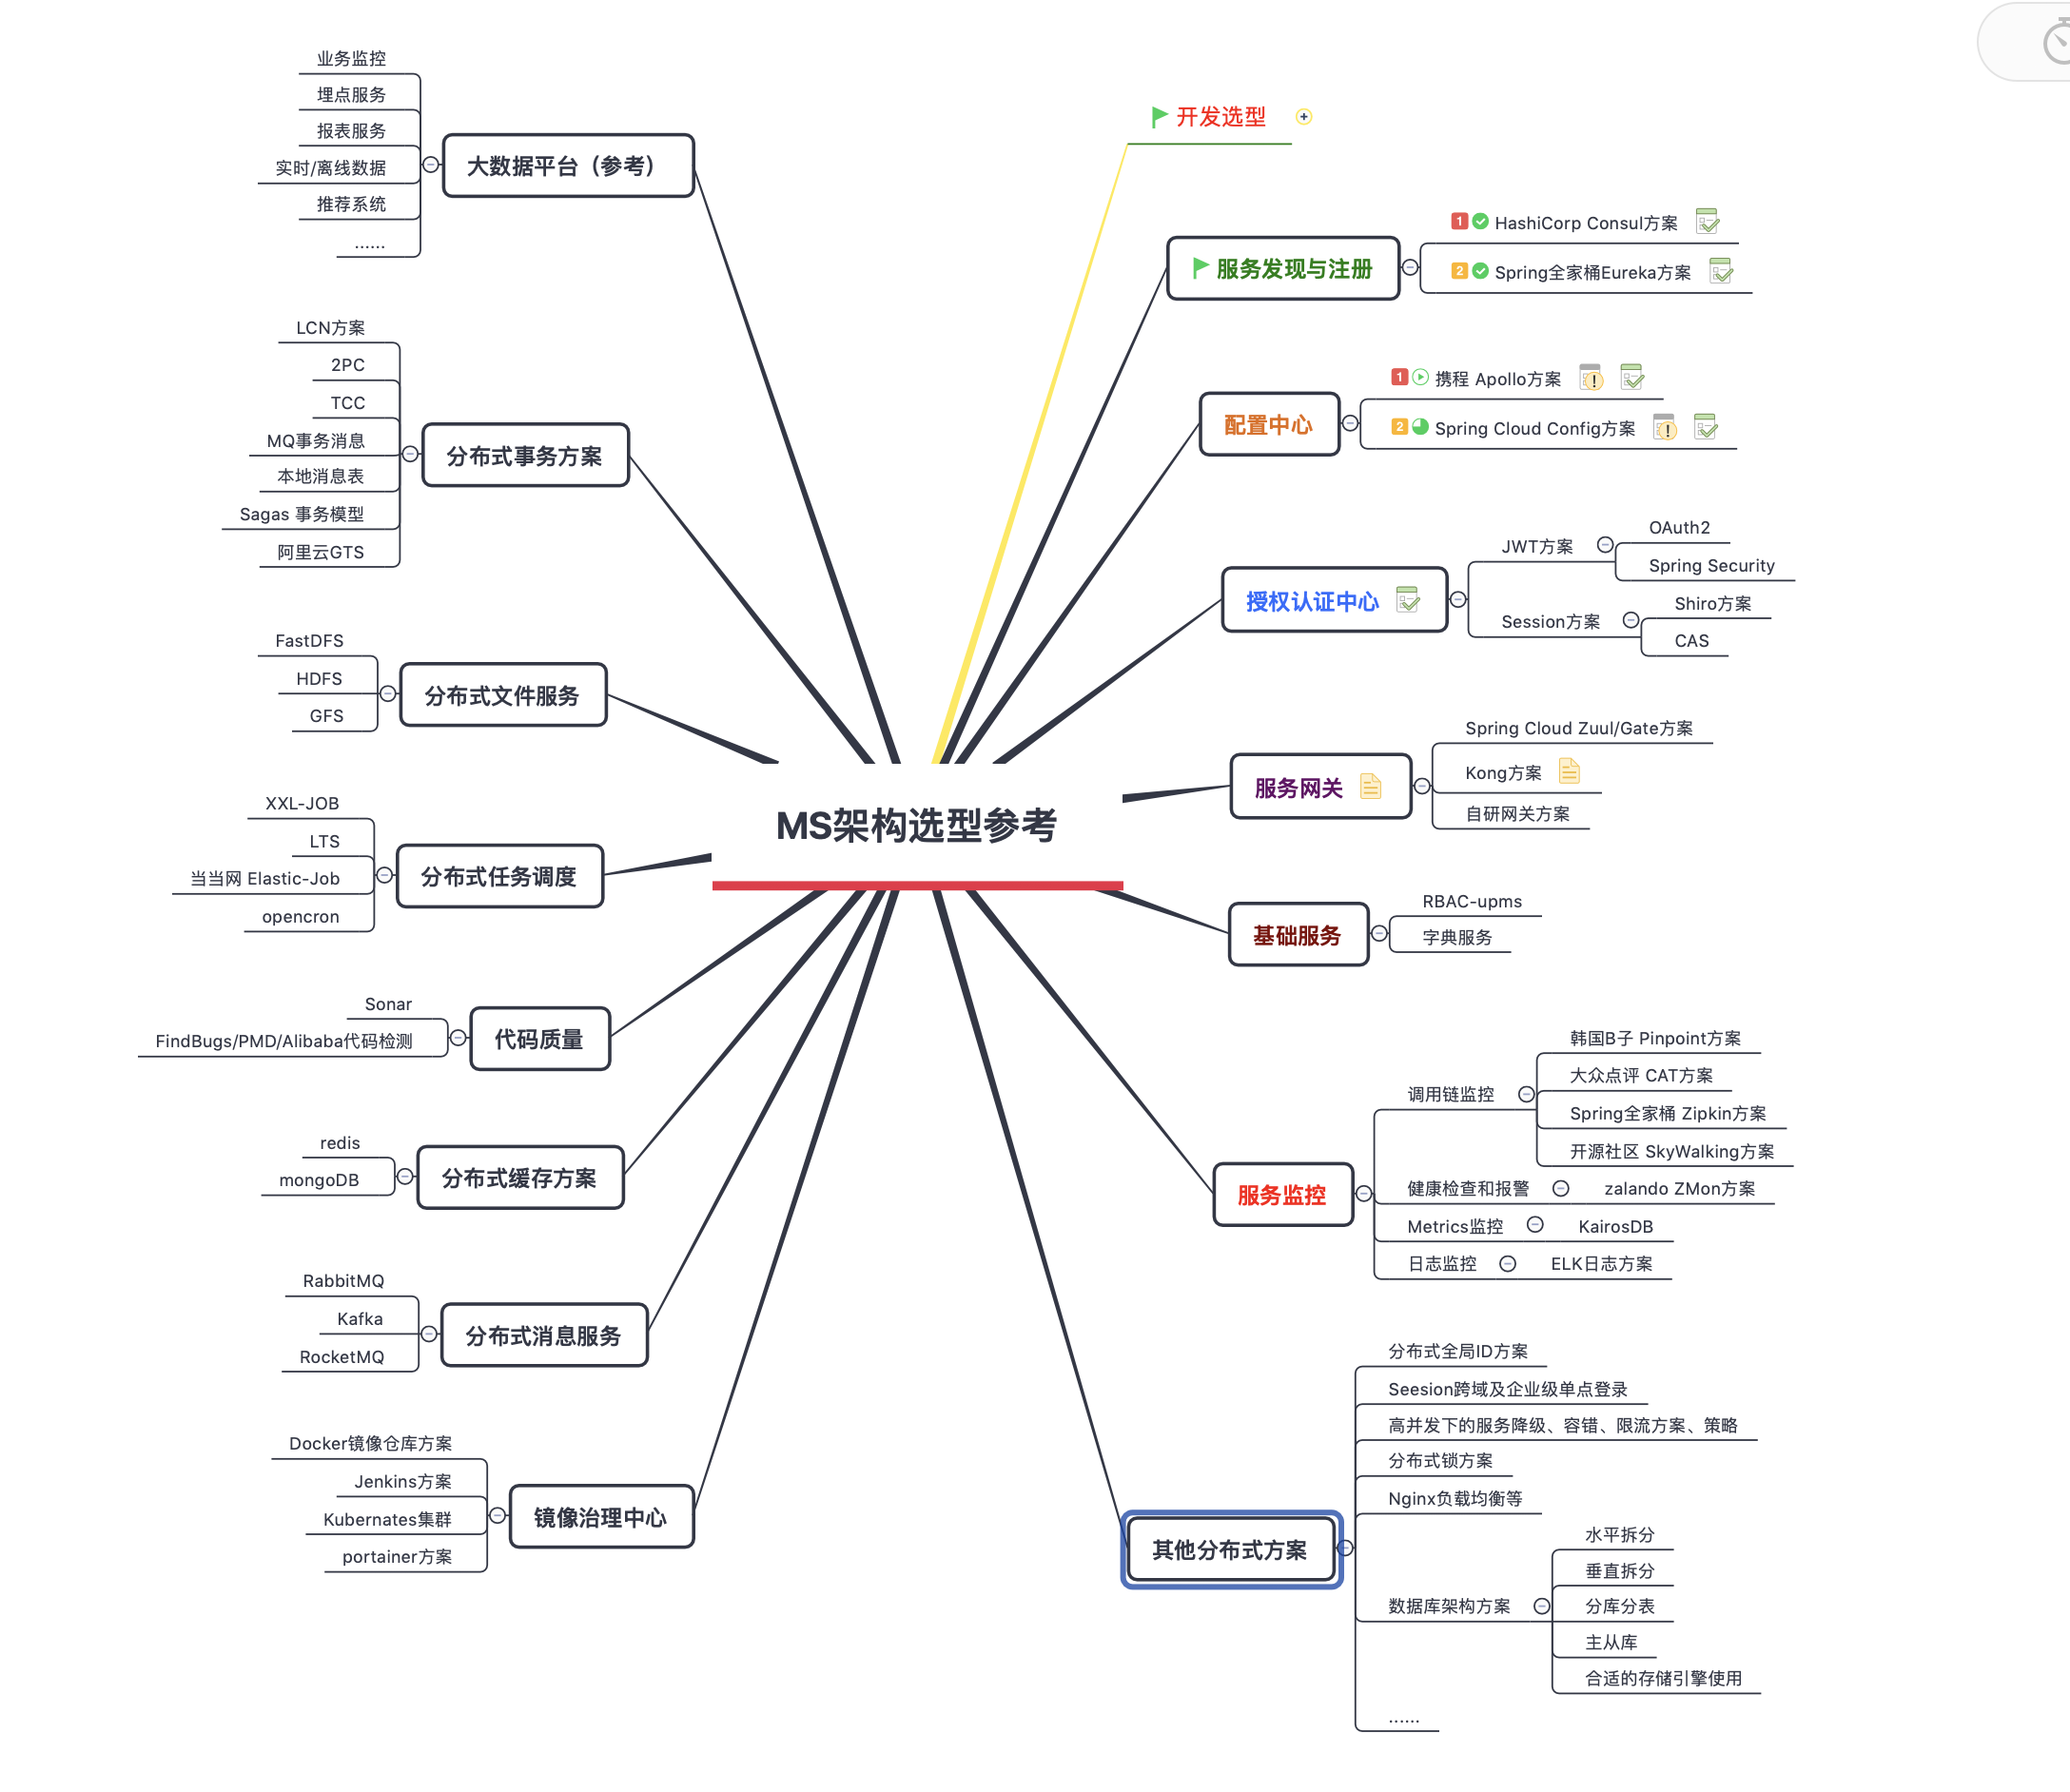 MS架构选型参考
开发选型
服务发现与注册
1 HashiCorp Consul方案
2 Spring全家桶Eureka方案
配置中心
1 携程 Apollo方案
2 Spring Cloud Config方案
授权认证中心
JWT方案
OAuth2
Spring Security
Session方案
Shiro方案
CAS
服务网关
Spring Cloud Zuul/Gate方案
Kong方案
自研网关方案
基础服务
RBAC-upms
字典服务
服务监控
调用链监控
韩国B子 Pinpoint方案
大众点评 CAT方案
Spring全家桶 Zipkin方案
开源社区 SkyWalking方案
健康检查和报警
zalando ZMon方案
Metrics监控
KairosDB
日志监控
ELK日志方案
其他分布式方案
分布式全局ID方案
Seesion跨域及企业级单点登录
高并发下的服务降级、容错、限流方案、策略
分布式锁方案
Nginx负载均衡等
数据库架构方案
水平拆分
垂直拆分
分库分表
主从库
合适的存储引擎使用
......
大数据平台（参考）
业务监控
埋点服务
报表服务
实时/离线数据
推荐系统
......
分布式事务方案
LCN方案
2PC
TCC
MQ事务消息
本地消息表
Sagas 事务模型
阿里云GTS
分布式文件服务
FastDFS
HDFS
GFS
分布式任务调度
XXL-JOB
LTS
当当网 Elastic-Job
opencron
代码质量
Sonar
FindBugs/PMD/Alibaba代码检测
分布式缓存方案
redis
mongoDB
分布式消息服务
RabbitMQ
Kafka
RocketMQ
镜像治理中心
Docker镜像仓库方案
Jenkins方案
Kubernates集群
portainer方案